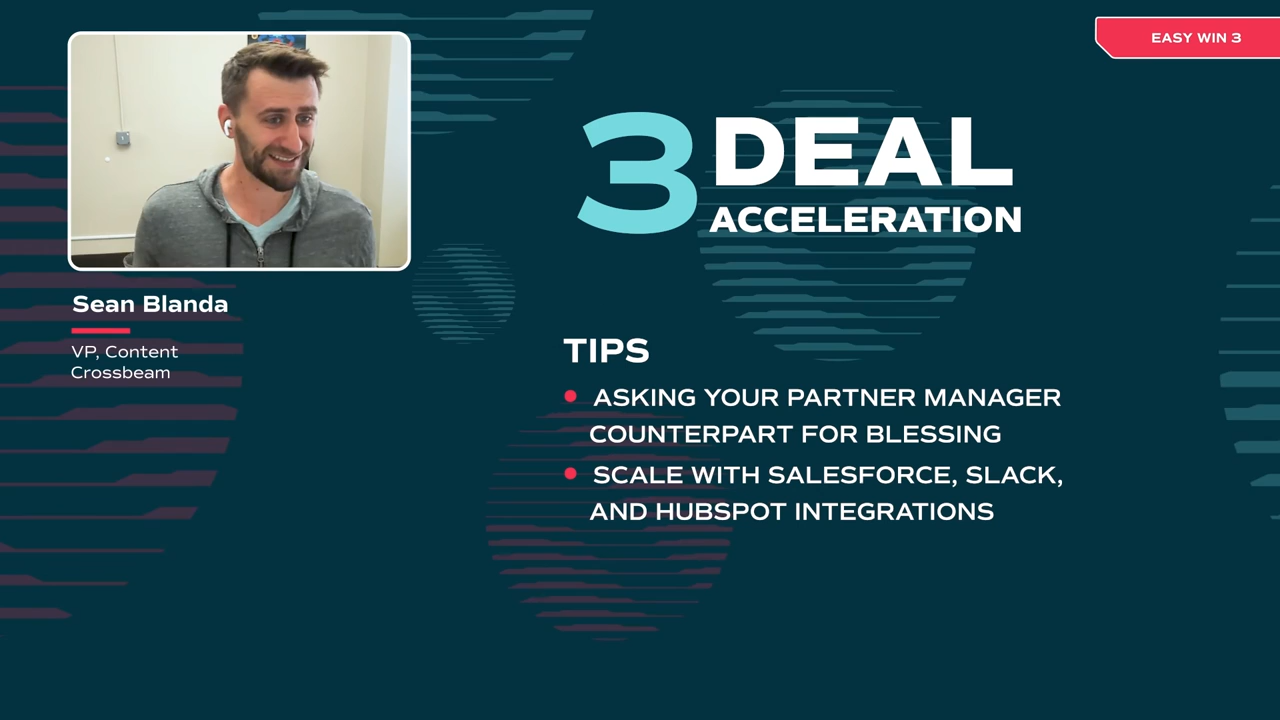 EASY WIN 3
3 DEAL
ACCELERATION
Sean Blanda
VP, Content
Crossbeam
TIPS
• ASKING YOUR PARTNER MANAGER
COUNTERPART FOR BLESSING
• SCALE WITH SALESFORCE, SLACK,
AND HUBSPOT INTEGRATIONS